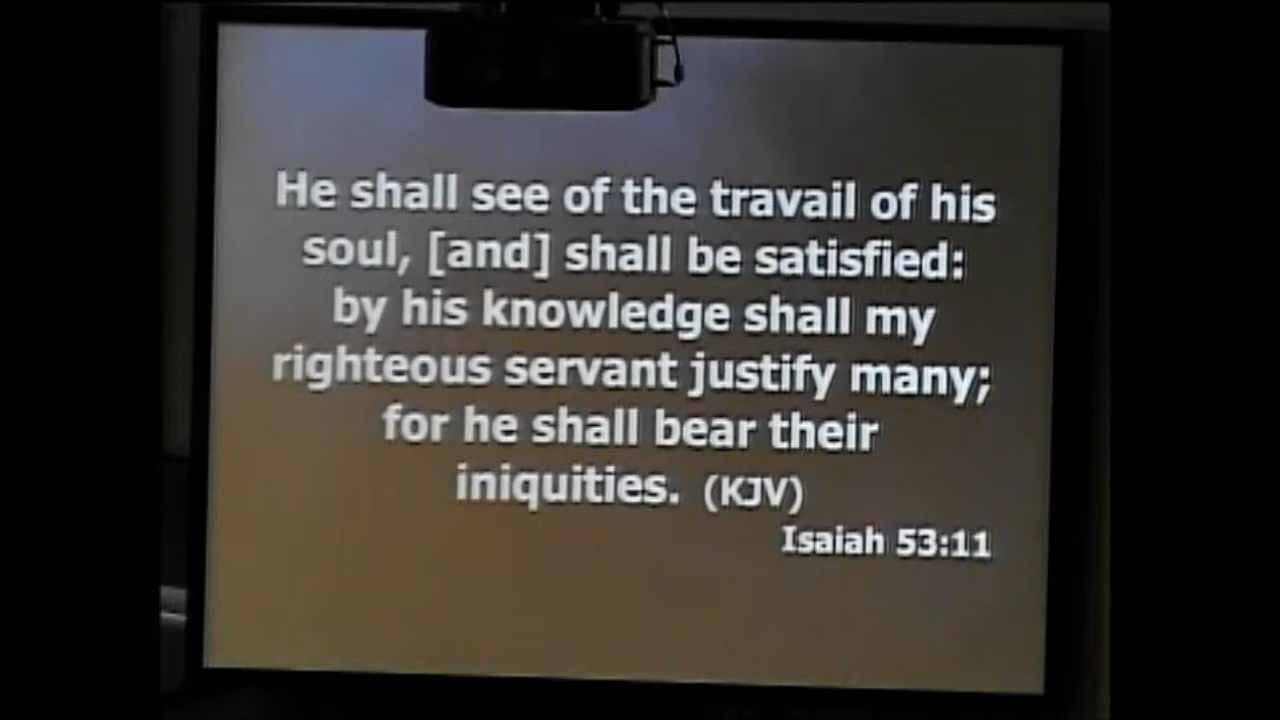 He shall see of the travail of his
soul, [and] shall be satisfied:
by his knowledge shall my
righteous servant justify many;
for he shall bear their
iniquities. (KJV)
Isaiah 53:11